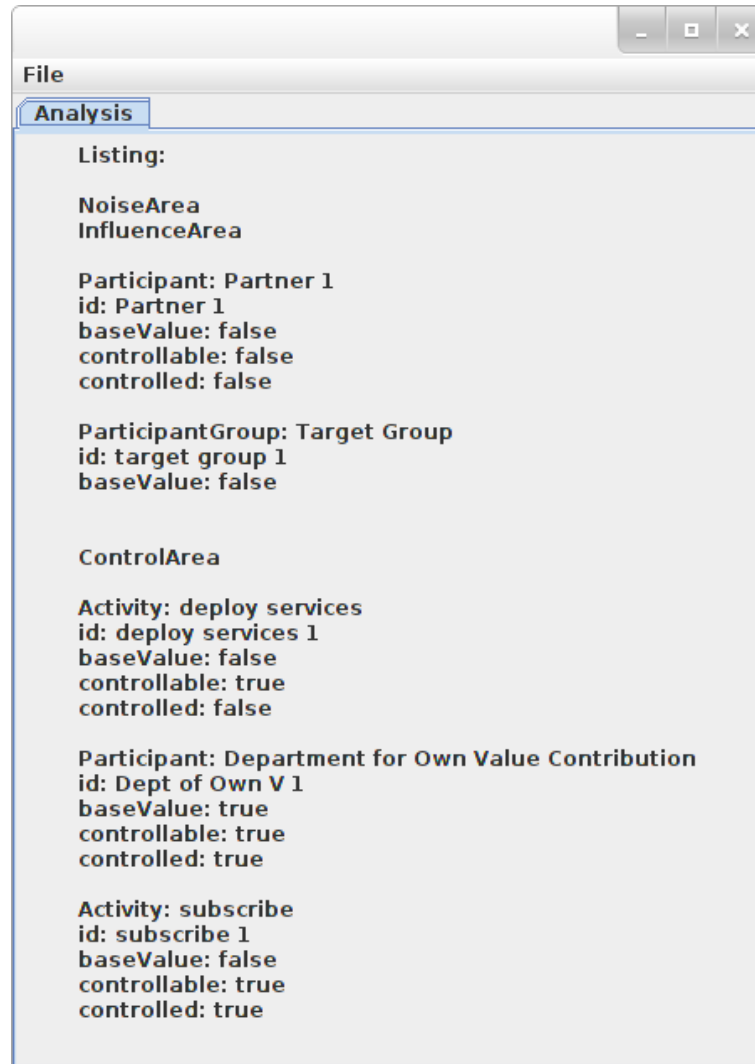 File
Analysis
Listing:
NoiseArea
InfluenceArea
Participant: Partner 1
id: Partner 1
baseValue: false
controllable: false
controlled: false
ParticipantGroup: Target Group
id: target group 1
baseValue: false
ControlArea
Activity: deploy services
id: deploy services 1
baseValue: false
controllable: true
controlled: false
Participant: Department for Own Value Contribution
id: Dept of Own V 1
baseValue: true
controllable: true
controlled: true
Activity: subscribe
id: subscribe 1
baseValue: false
controllable: true
controlled: true